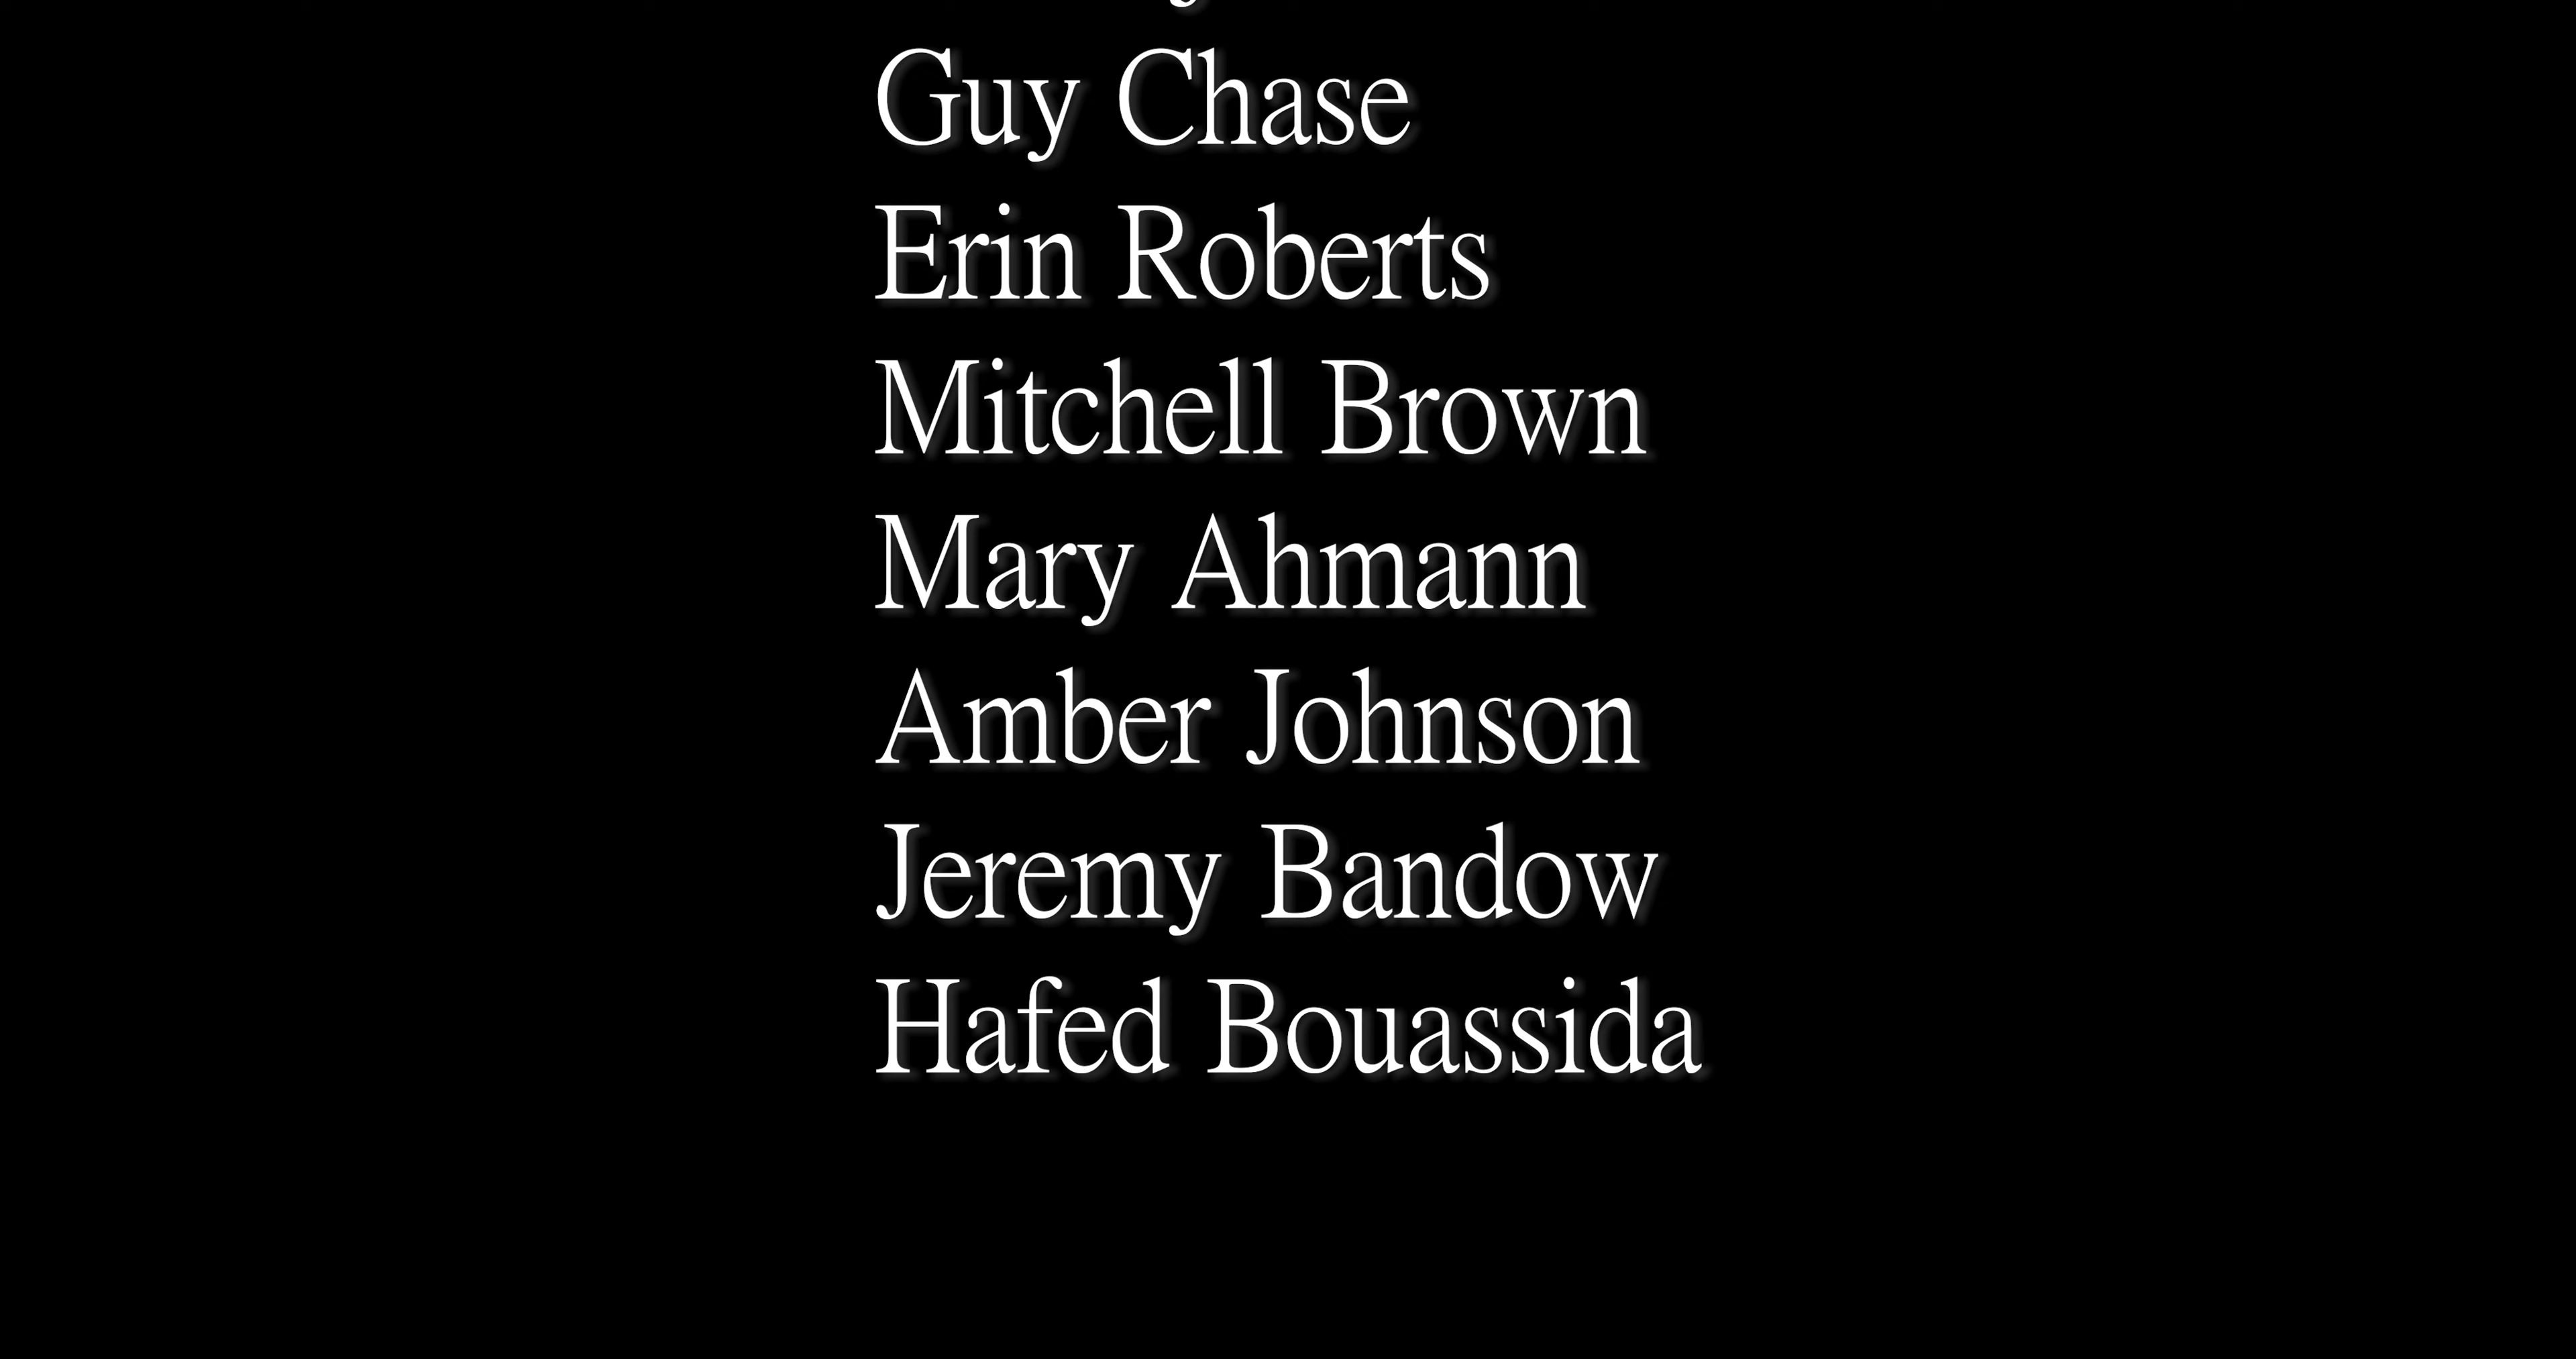 Guy Chase
Erin Roberts
Mitchell Brown
Mary Ahmann
Amber Johnson
Jeremy Bandow
Hafed Bouassida